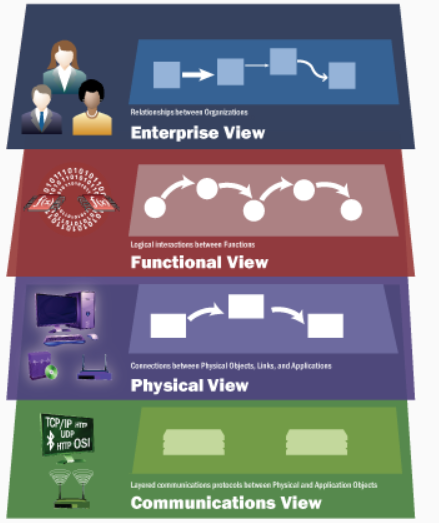 Relationships between Organizations
Enterprise View
0101110101011
f(x)
f(x)
Logical interactions between Functions
Functional View
Connections between Physical Objects, Links, and Applications
Physical View
TCP/IP HTTP
UDP
HTTP OSI
Layered communications protocols between Physical and Application Objects
Communications View